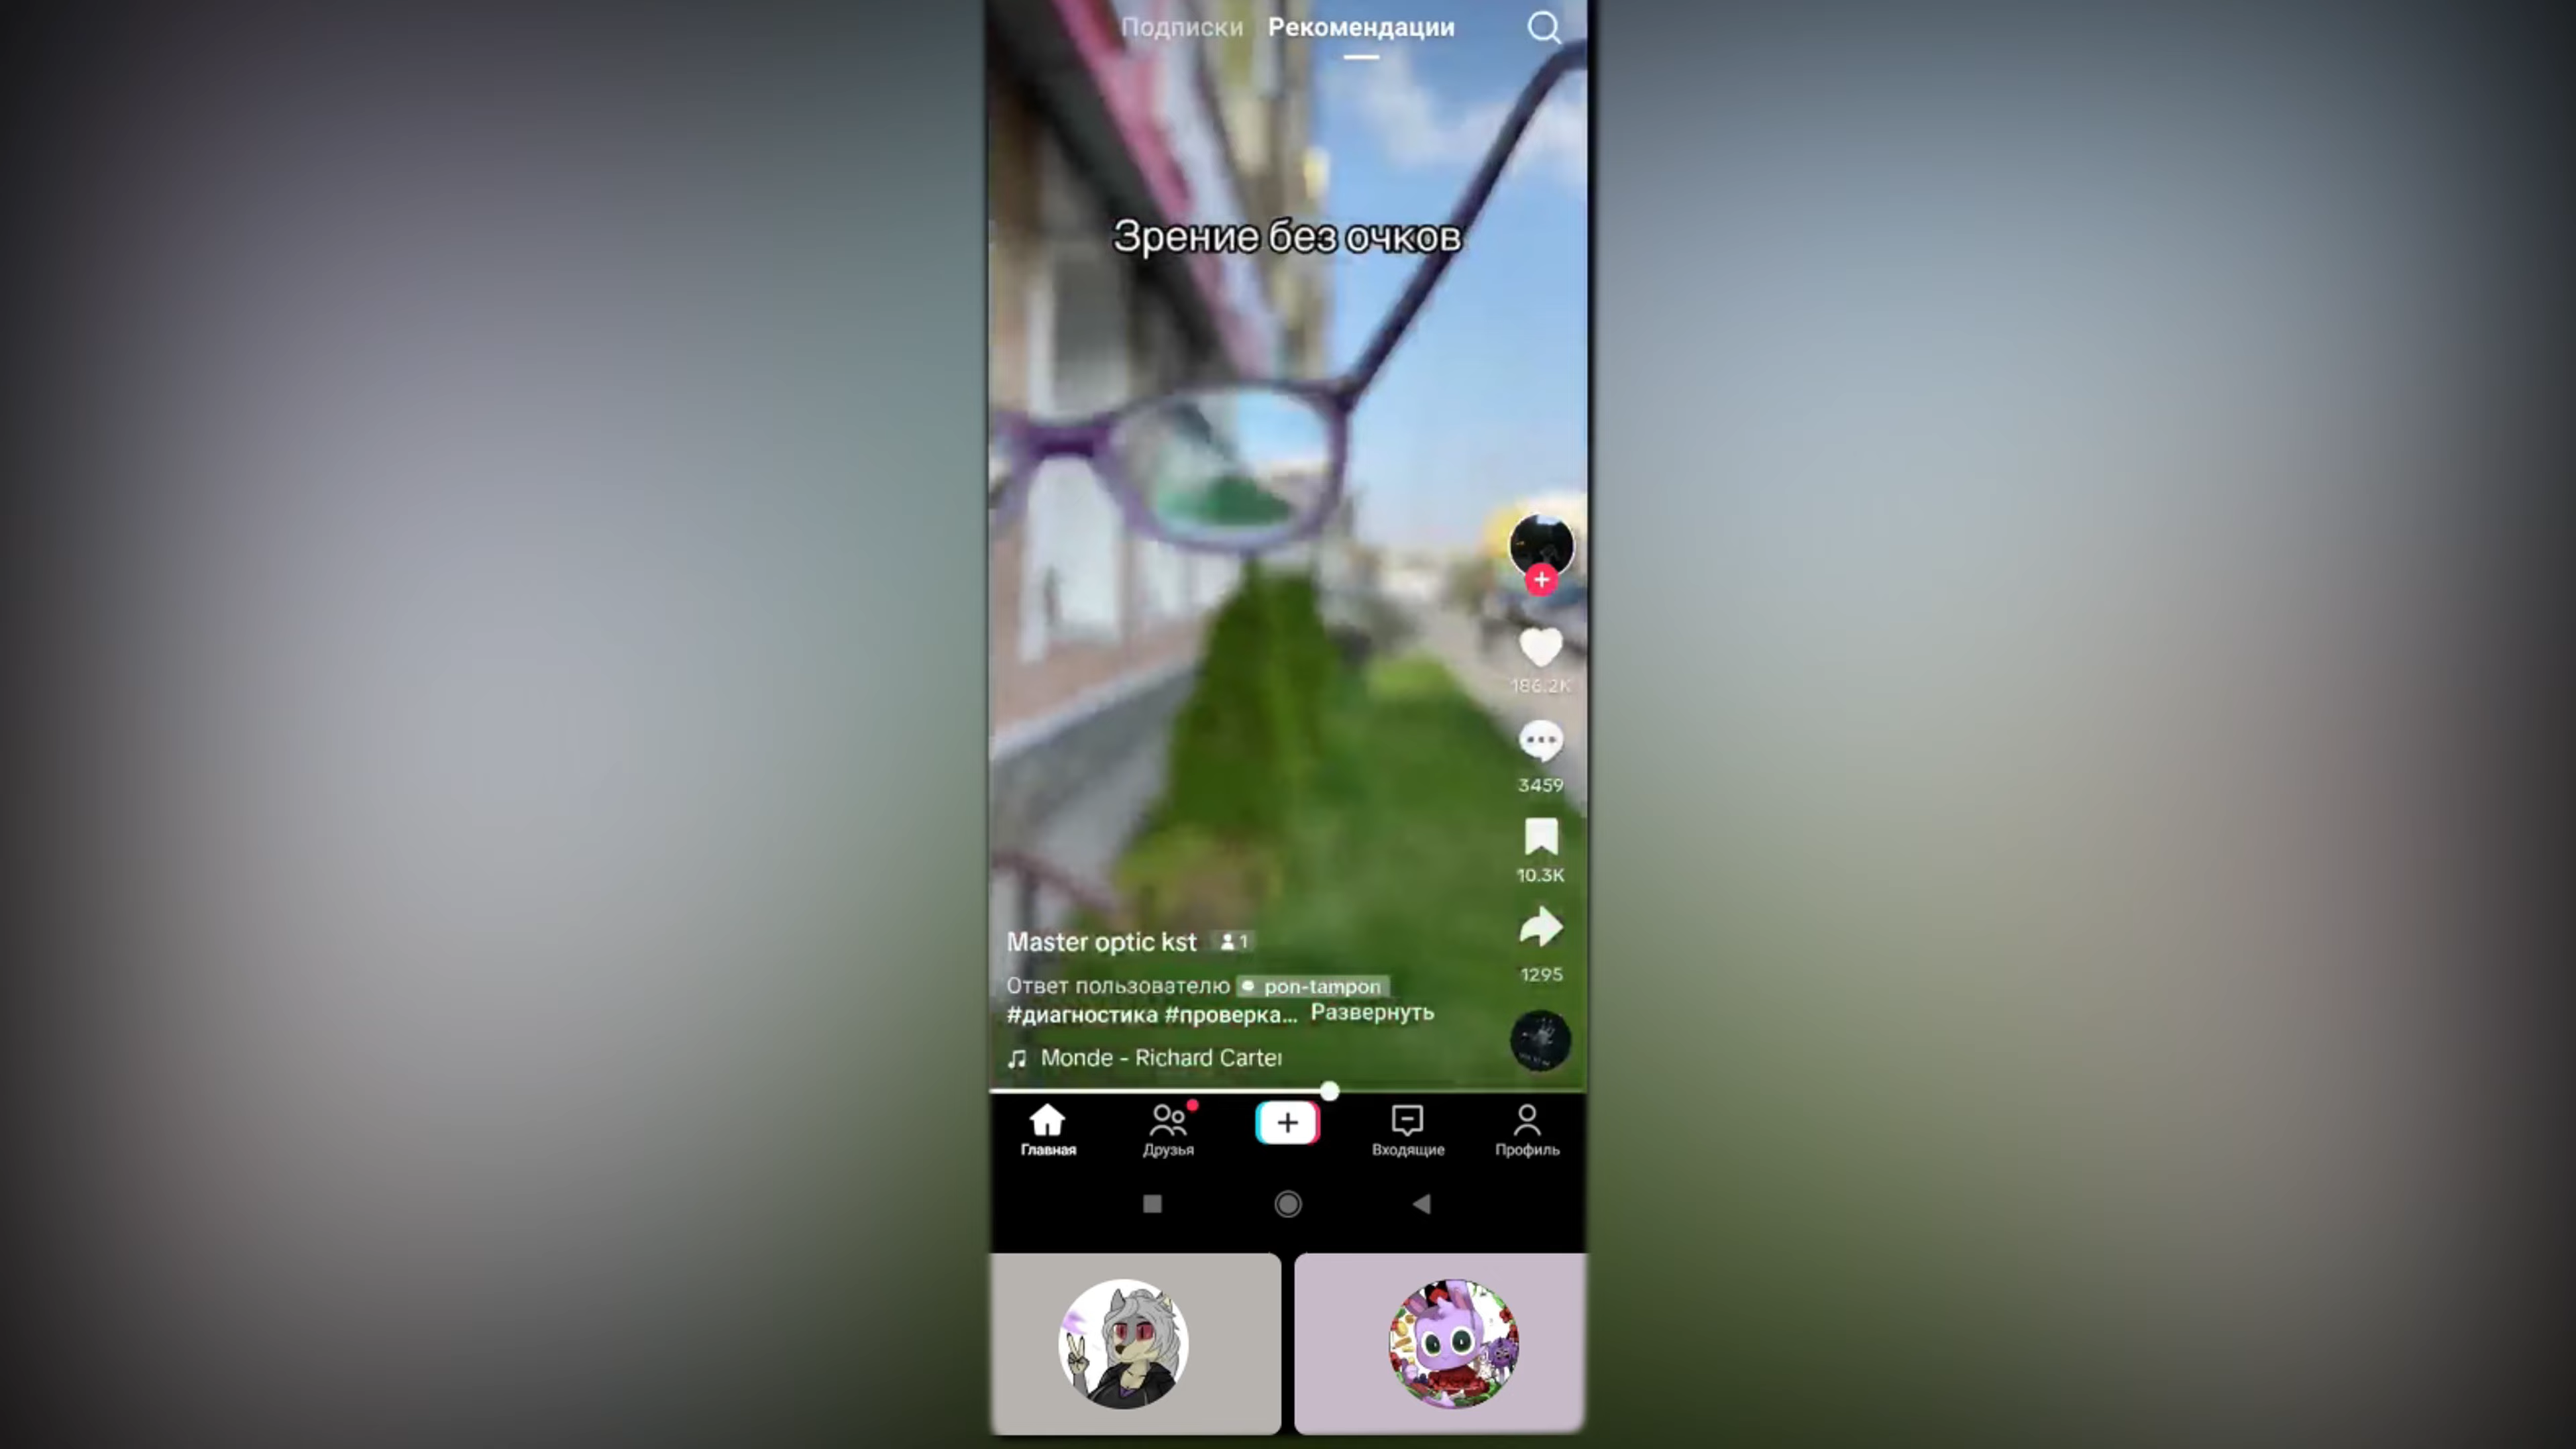 Подписки Рекомендации
Зрение без очков
186.2K
3459
10.3K
1295
Master optic kst 1
Ответ пользователю pon-tampon
#диагностика #проверка... Развернуть
Monde - Richard Carter
Главная Друзья Входящие Профиль